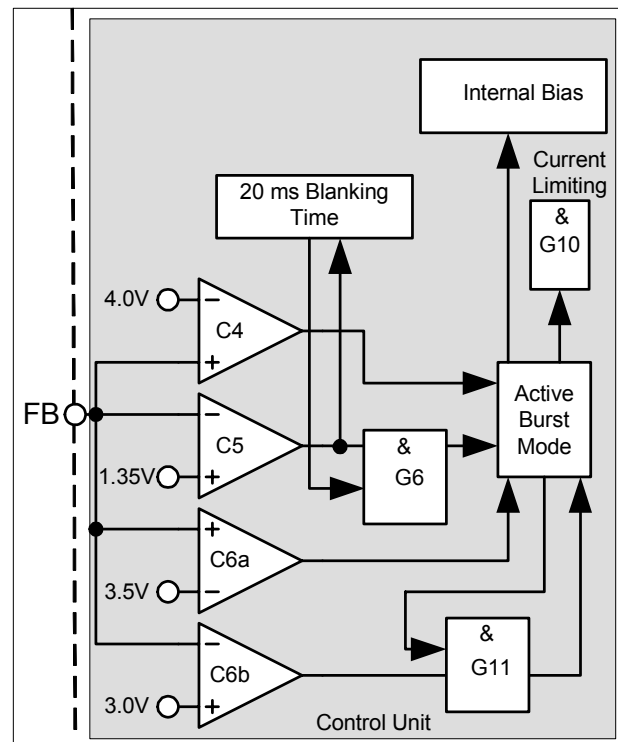 Internal Bias
Current
Limiting
20 ms Blanking
Time
&
G10
4.0V
−
C4
+
FB
−
C5
+
1.35V
&
G6
Active
Burst
Mode
+
C6a
−
3.5V
−
C6b
+
3.0V
&
G11
Control Unit